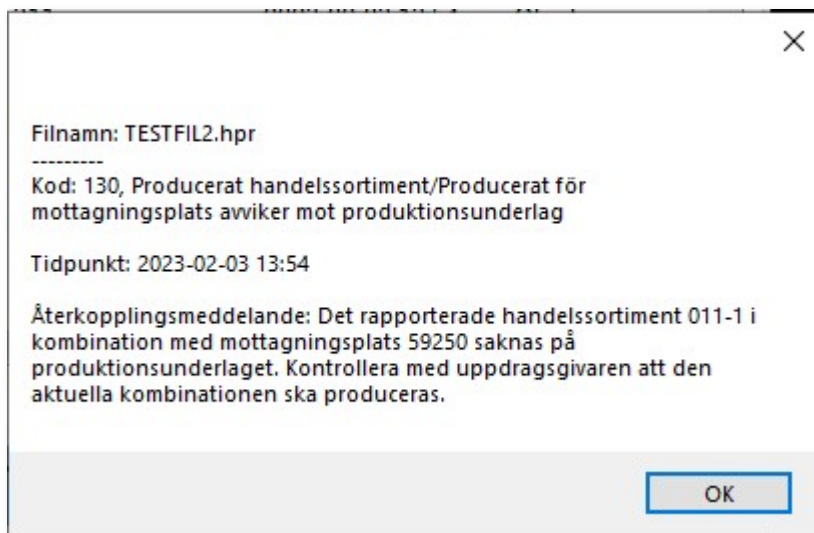 Filnamn: TESTFIL2.hpr
---------
Kod: 130, Producerat handelssortiment/Producerat för
mottagningsplats avviker mot produktionsunderlag
Tidpunkt: 2023-02-03 13:54
Återkopplingsmeddelande: Det rapporterade handelssortiment 011-1 i
kombination med mottagningsplats 59250 saknas på
produktionsunderlaget. Kontrollera med uppdragsgivaren att den
aktuella kombinationen ska produceras.
OK